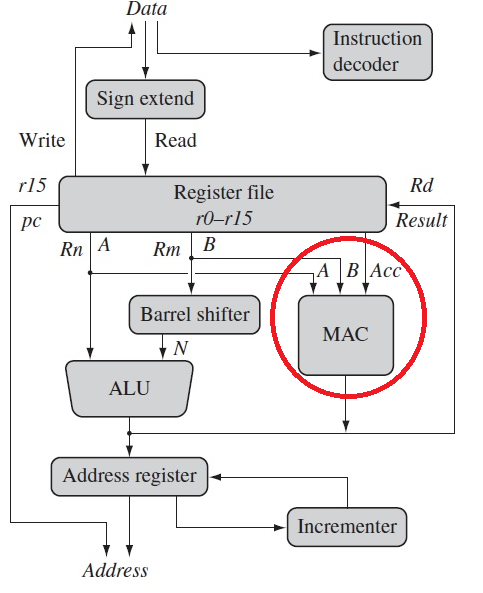 Data
Instruction
decoder
Sign extend
Write
Read
r15
Register file
r0–r15
Rd
pc
Result
Rn
A
Rm
B
A
B
Acc
Barrel shifter
MAC
N
ALU
Address register
Incrementer
Address